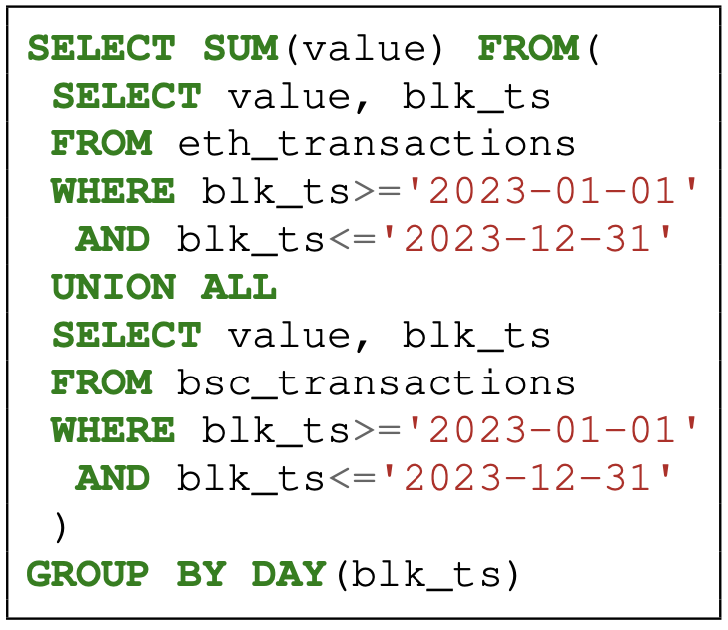 SELECT SUM(value) FROM(
SELECT value, blk_ts
FROM eth_transactions
WHERE blk_ts>='2023-01-01'
AND blk_ts<='2023-12-31'
UNION ALL
SELECT value, blk_ts
FROM bsc_transactions
WHERE blk_ts>='2023-01-01'
AND blk_ts<='2023-12-31'
)
GROUP BY DAY(blk_ts)